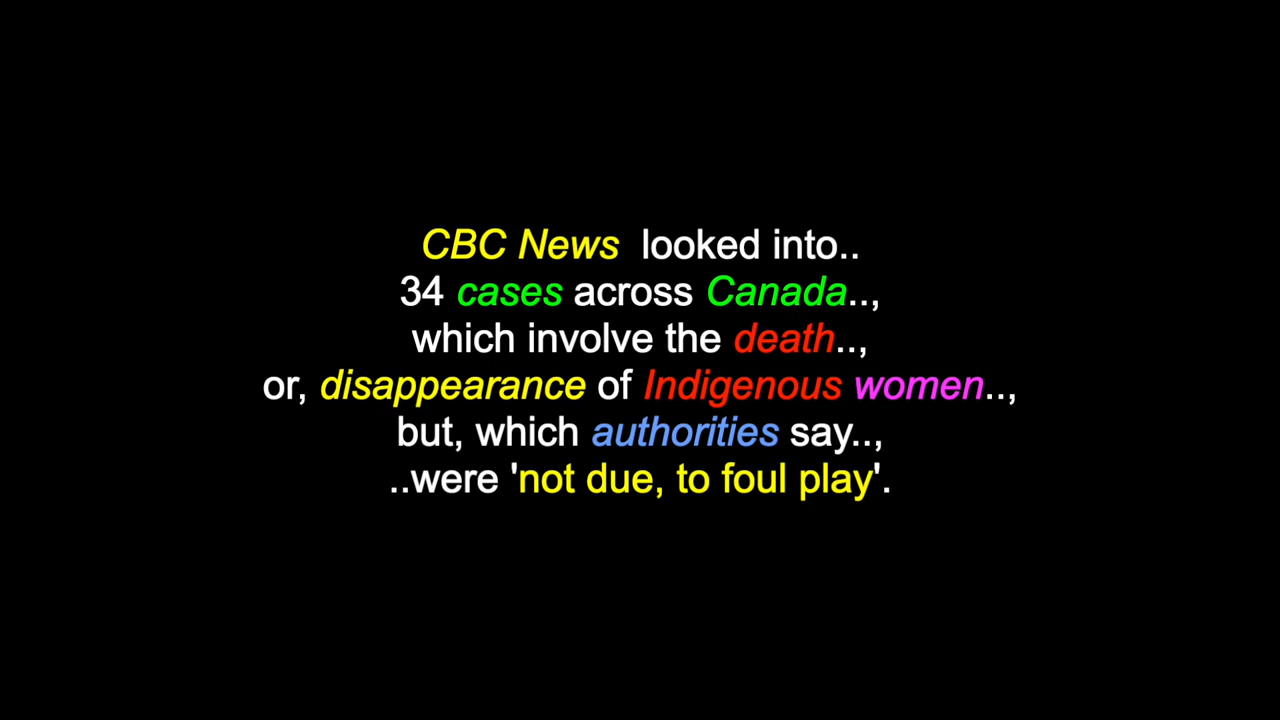 CBC News  looked into..
34 cases across Canada..,
which involve the death..,
or, disappearance of Indigenous women..,
but, which authorities say..,
..were 'not due, to foul play'.